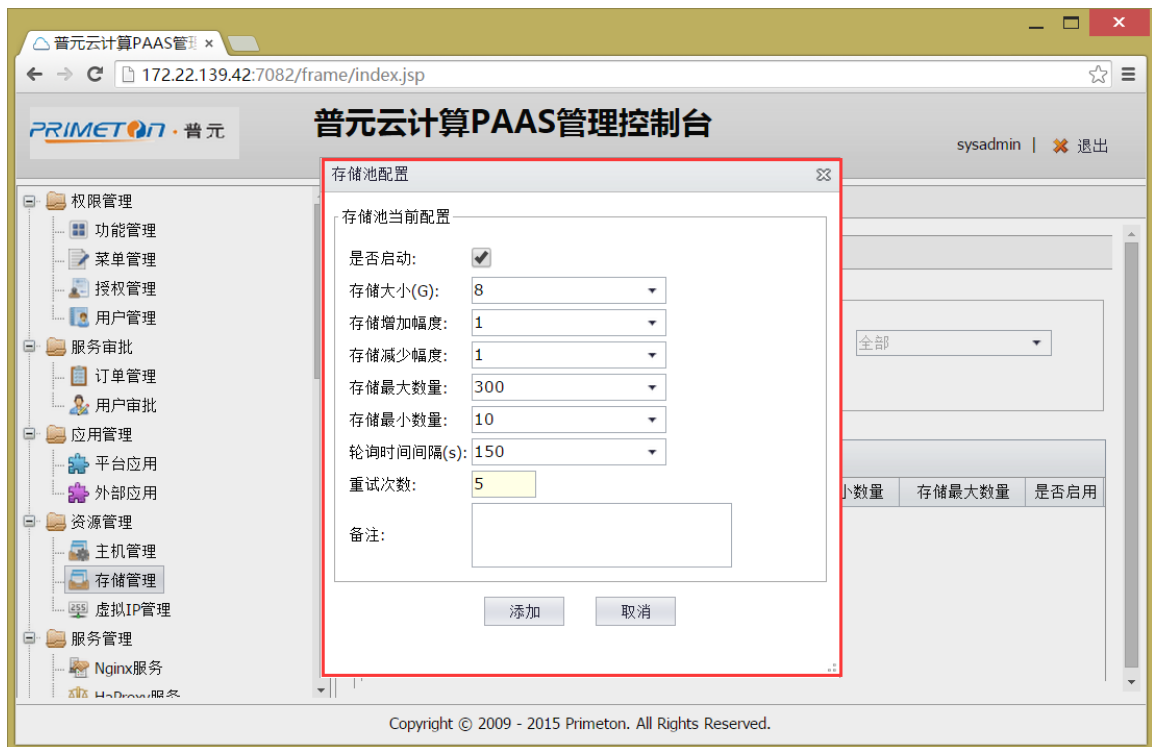 普元云计算PAAS管
172.22.139.42:7082/frame/index.jsp
PRIMETON·普元
普元云计算PAAS管理控制台
sysadmin | 退出
权限管理
功能管理
菜单管理
授权管理
用户管理
服务审批
订单管理
用户审批
应用管理
平台应用
外部应用
资源管理
主机管理
存储管理
虚拟IP管理
服务管理
Nginx服务
HaProxy服务
存储池配置
存储池当前配置
是否启动:
存储大小(G): 8
存储增加幅度: 1
存储减少幅度: 1
存储最大数量: 300
存储最小数量: 10
轮询时间间隔(s): 150
重试次数: 5
备注:
添加 取消
全部
小数量 存储最大数量 是否启用
Copyright © 2009 - 2015 Primeton. All Rights Reserved.